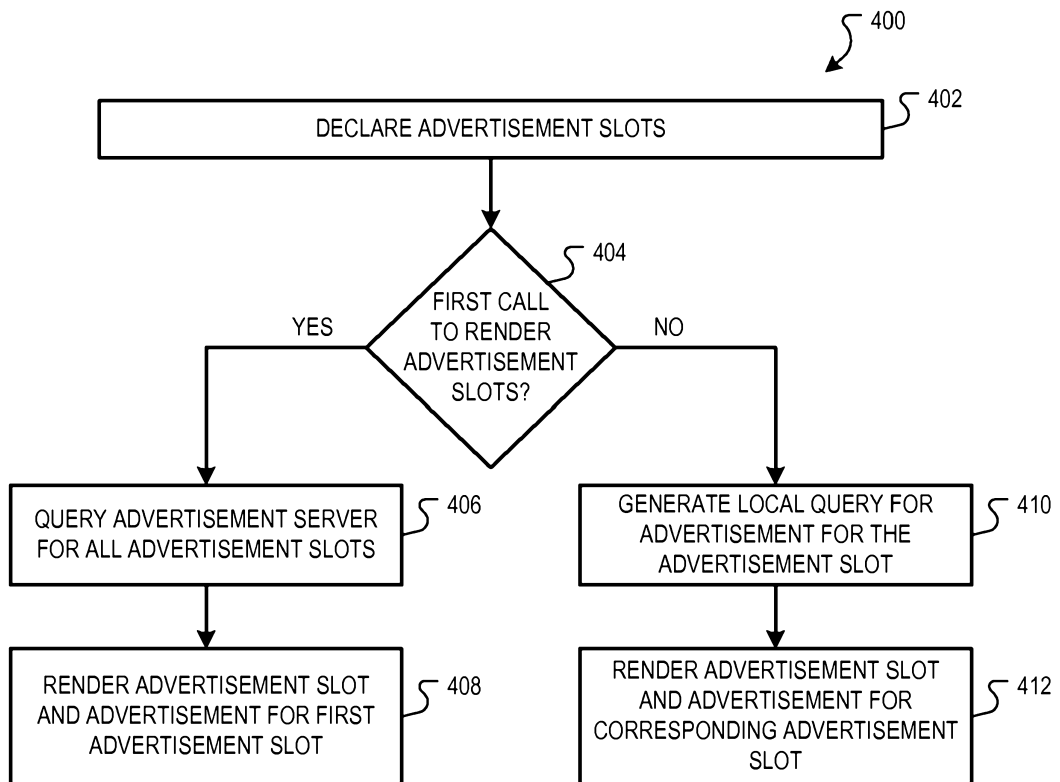 400
402
DECLARE ADVERTISEMENT SLOTS
404
FIRST CALL
TO RENDER
ADVERTISEMENT
SLOTS?
YES
NO
406
QUERY ADVERTISEMENT SERVER
FOR ALL ADVERTISEMENT SLOTS
410
GENERATE LOCAL QUERY FOR
ADVERTISEMENT FOR THE
ADVERTISEMENT SLOT
408
RENDER ADVERTISEMENT SLOT
AND ADVERTISEMENT FOR FIRST
ADVERTISEMENT SLOT
412
RENDER ADVERTISEMENT SLOT
AND ADVERTISEMENT FOR
CORRESPONDING ADVERTISEMENT
SLOT